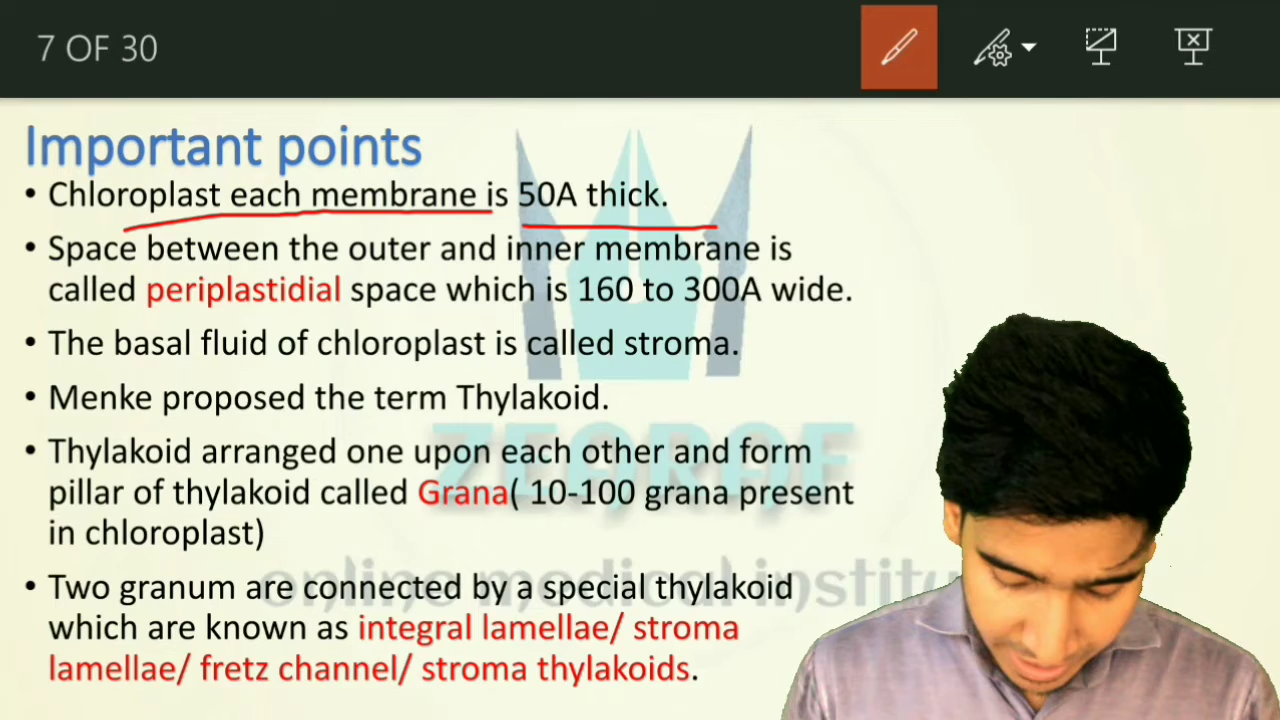 7 OF 30
Important points
• Chloroplast each membrane is 50A thick.
• Space between the outer and inner membrane is
called periplastidial space which is 160 to 300A wide.
• The basal fluid of chloroplast is called stroma.
• Menke proposed the term Thylakoid.
• Thylakoid arranged one upon each other and form
pillar of thylakoid called Grana( 10-100 grana present
in chloroplast)
• Two granum are connected by a special thylakoid
which are known as integral lamellae/ stroma
lamellae/ fretz channel/ stroma thylakoids.
online medical institu